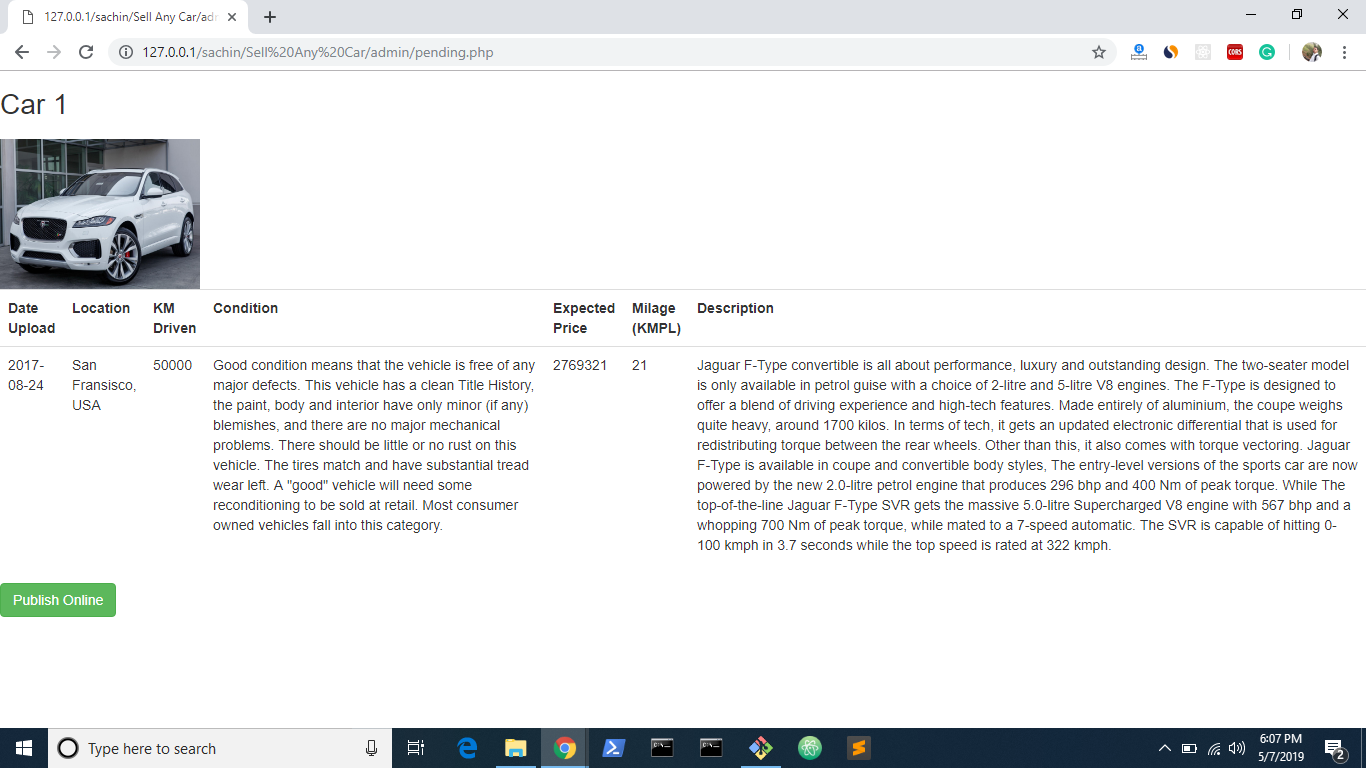 127.0.0.1/sachin/Sell Any Car/adm
127.0.0.1/sachin/Sell%20Any%20Car/admin/pending.php
CORS
Car 1
Date Upload
Location
KM Driven
Condition
Expected Price
Milage (KMPL)
Description
2017-
08-24
San
Fransisco,
USA
50000
Good condition means that the vehicle is free of any
major defects. This vehicle has a clean Title History,
the paint, body and interior have only minor (if any)
blemishes, and there are no major mechanical
problems. There should be little or no rust on this
vehicle. The tires match and have substantial tread
wear left. A "good" vehicle will need some
reconditioning to be sold at retail. Most consumer
owned vehicles fall into this category.
2769321
21
Jaguar F-Type convertible is all about performance, luxury and outstanding design. The two-seater model
is only available in petrol guise with a choice of 2-litre and 5-litre V8 engines. The F-Type is designed to
offer a blend of driving experience and high-tech features. Made entirely of aluminium, the coupe weighs
quite heavy, around 1700 kilos. In terms of tech, it gets an updated electronic differential that is used for
redistributing torque between the rear wheels. Other than this, it also comes with torque vectoring. Jaguar
F-Type is available in coupe and convertible body styles, The entry-level versions of the sports car are now
powered by the new 2.0-litre petrol engine that produces 296 bhp and 400 Nm of peak torque. While The
top-of-the-line Jaguar F-Type SVR gets the massive 5.0-litre Supercharged V8 engine with 567 bhp and a
whopping 700 Nm of peak torque, while mated to a 7-speed automatic. The SVR is capable of hitting 0-
100 kmph in 3.7 seconds while the top speed is rated at 322 kmph.
Publish Online
Type here to search
6:07 PM
5/7/2019
2